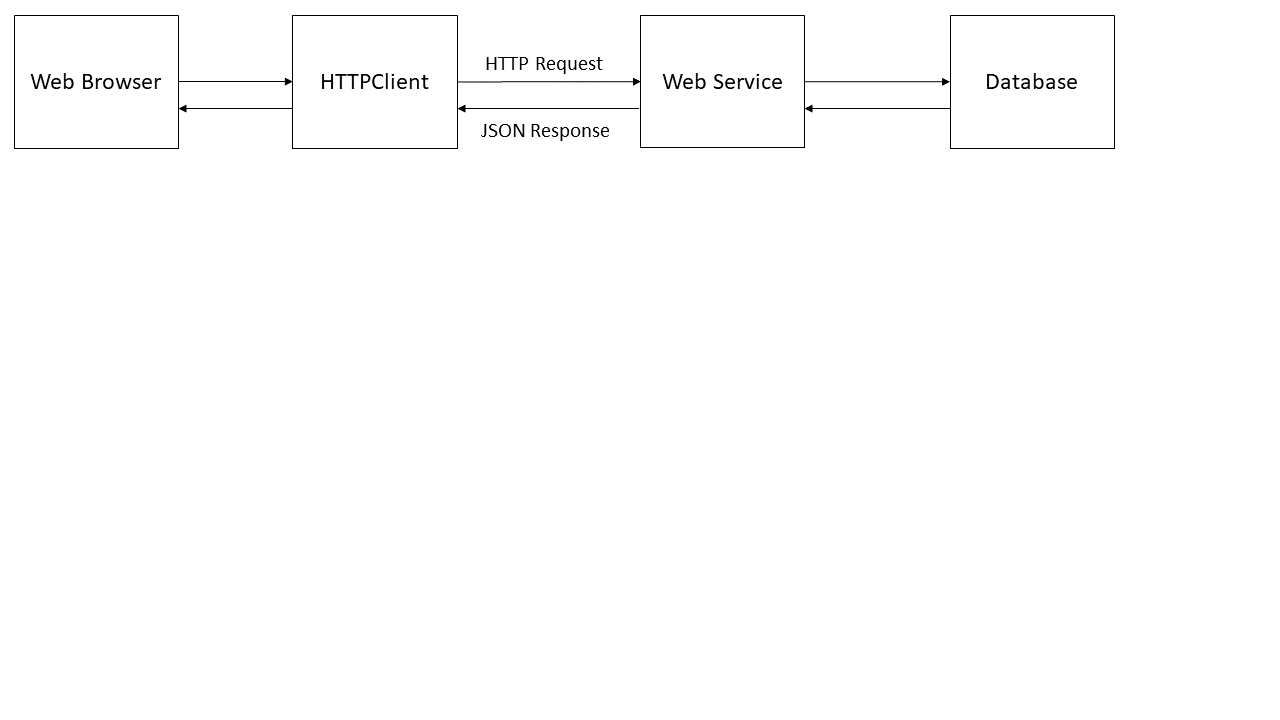 Web Browser
HTTPClient
HTTP Request
JSON Response
Web Service
Database